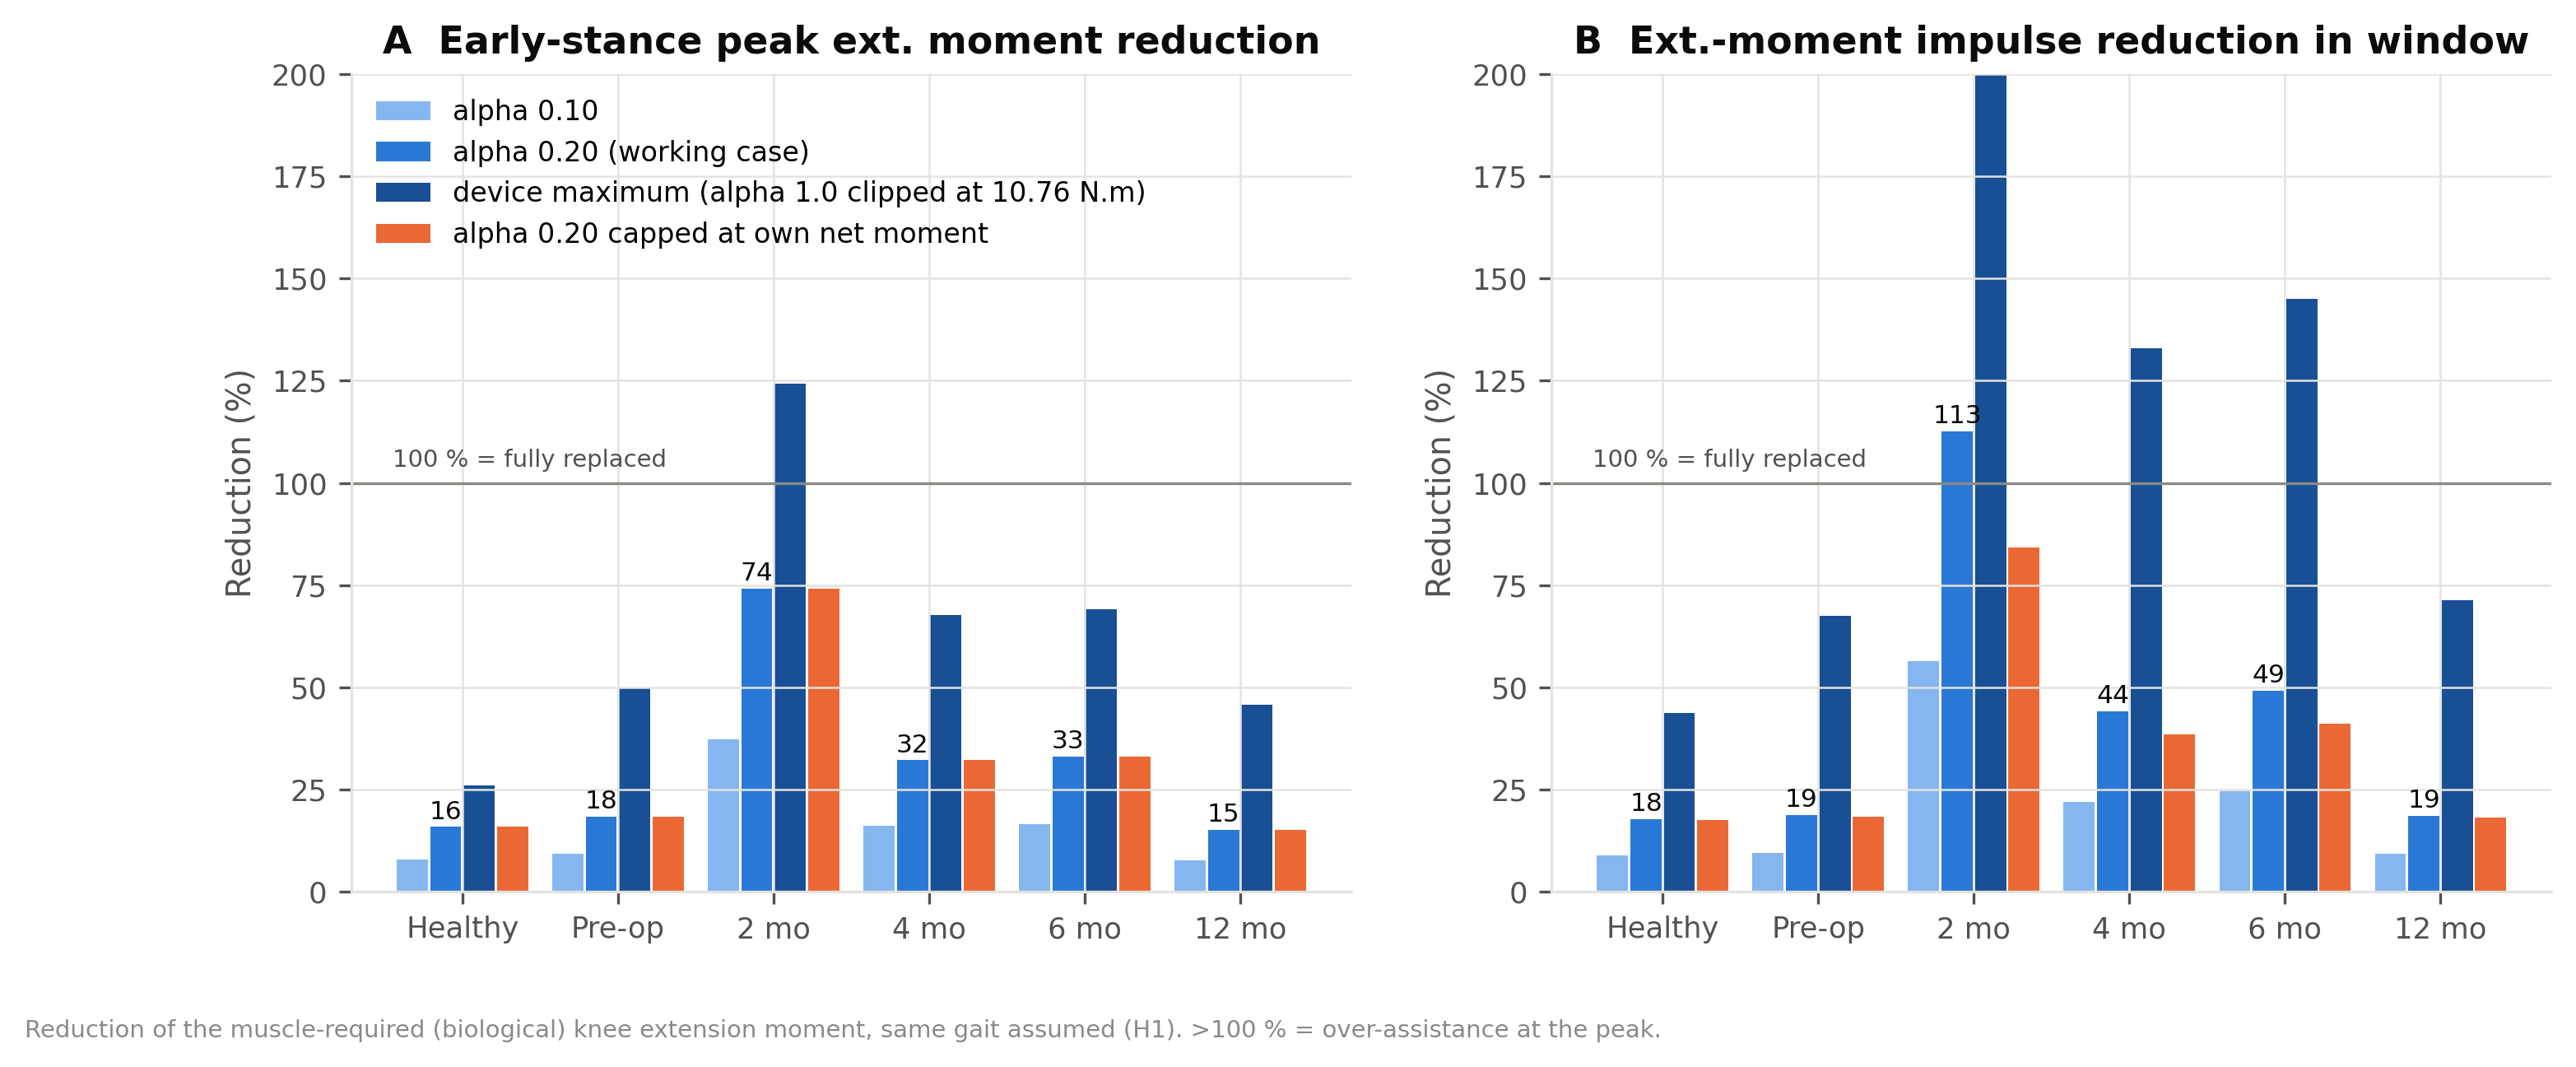 A  Early-stance peak ext. moment reduction
200
175
150
125
100
75
50
25
0
Reduction (%)
alpha 0.10
alpha 0.20 (working case)
device maximum (alpha 1.0 clipped at 10.76 N.m)
alpha 0.20 capped at own net moment
100 % = fully replaced
16
18
74
32
33
15
Healthy
Pre-op
2 mo
4 mo
6 mo
12 mo
B  Ext.-moment impulse reduction in window
200
175
150
125
100
75
50
25
0
Reduction (%)
100 % = fully replaced
18
19
113
44
49
19
Healthy
Pre-op
2 mo
4 mo
6 mo
12 mo
Reduction of the muscle-required (biological) knee extension moment, same gait assumed (H1). >100 % = over-assistance at the peak.